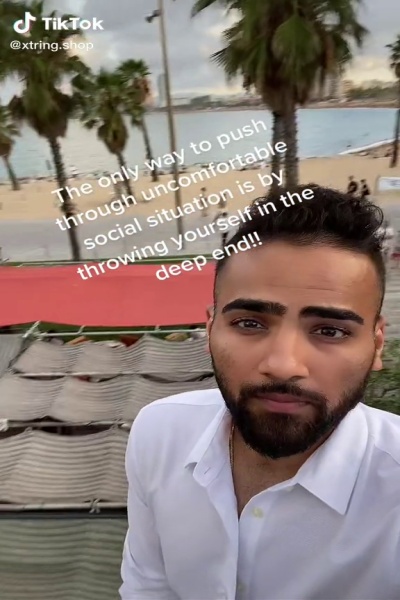 TikTok
@xtring.shop
The only way to push
through uncomfortable
social situation is by
throwing yourself in the
deep end!!